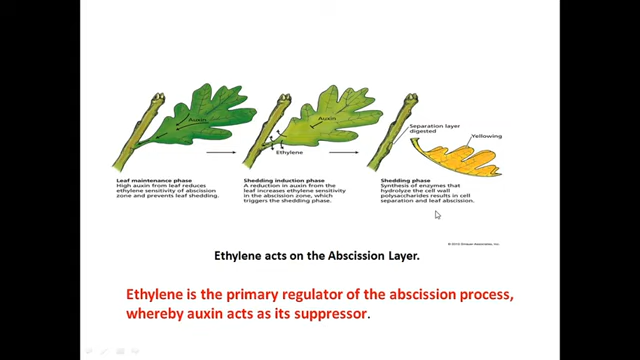 Auxin
Auxin
Ethylene
Separation layer
digested
Yellowing
Leaf maintenance phase
High auxin from leaf reduces
ethylene sensitivity of abscission
zone and prevents leaf shedding.
Shedding induction phase
A reduction in auxin from the
leaf increases ethylene sensitivity
in the abscission zone, which
triggers the shedding phase.
Shedding phase
Synthesis of enzymes that
hydrolyze the cell wall
polysaccharides results in cell
separation and leaf abscission.
© 2010 Sinauer Associates, Inc.
Ethylene acts on the Abscission Layer.
Ethylene is the primary regulator of the abscission process,
whereby auxin acts as its suppressor.